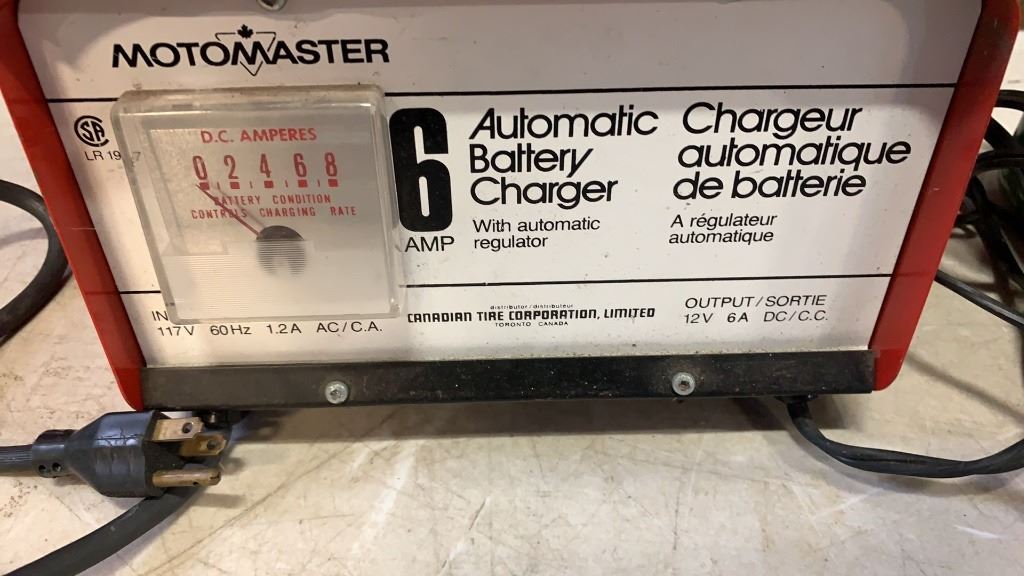 MOTOMASTER
SA
LR
D.C. AMPERES
0 2 4 6 8
BATTERY CONDITION
CONTROLS CHARGING RATE
6
AMP
Automatic
Battery
Charger
With automatic
regulator
Chargeur
automatique
de batterie
A régulateur
automatique
117V 60Hz 1.2A AC/C.A.
distributor/distributeur
CANADIAN TIRE CORPORATION, LIMITED
TORONTO CANADA
OUTPUT/SORTIE
12V 6A DC/C.C.